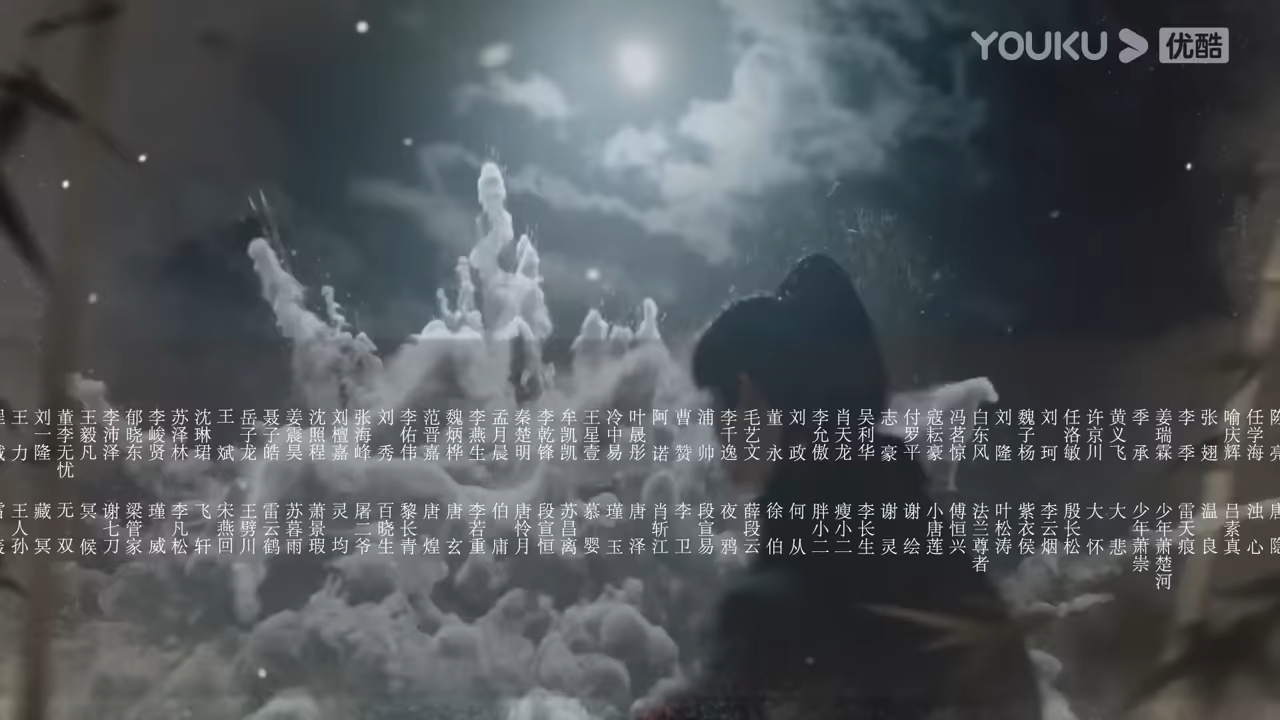 任学海
喻庆辉
张翅
李季
姜瑞霖
季承
黄义飞
许京川
任洛敏
刘珂
魏子杨
刘隆
白东风
冯茗惊
寇耘豪
付罗平
志豪
吴利华
肖天龙
李允傲
刘政
董永
毛艺文
李千逸
浦帅
曹赞
阿诺
叶晟彤
冷中易
王星壹
牟凯凯
李乾锋
秦楚明
孟月晨
李燕生
魏炳桦
范晋嘉
李佑伟
刘秀
张海峰
刘檀嘉
沈照程
姜震昊
聂子皓
岳子龙
王斌
沈琳珺
苏泽林
李峻贤
郁晓东
李沛泽
王毅凡
董李无忧
刘一隆
王力
唐隐
浊心
吕素真
温良
雷天痕
少年萧楚河
少年萧崇
大悲
大怀
殷长松
李云烟
紫衣侯
叶松涛
法兰尊者
傅恒兴
小唐莲
谢绘
谢灵
李长生
瘦小二
胖小二
何从
徐伯
薛段云
夜鸦
段宣易
李卫
肖斩江
唐泽
瑾玉
慕婴
苏昌离
段宣恒
唐怜月
伯庸
李若重
唐玄
唐煌
黎长青
百晓生
屠二爷
灵均
萧景瑕
苏暮雨
雷云鹤
王劈川
宋燕回
飞轩
李凡松
瑾威
梁管家
谢七刀
冥候
无双
藏冥
王人孙
YOUKU 优酷